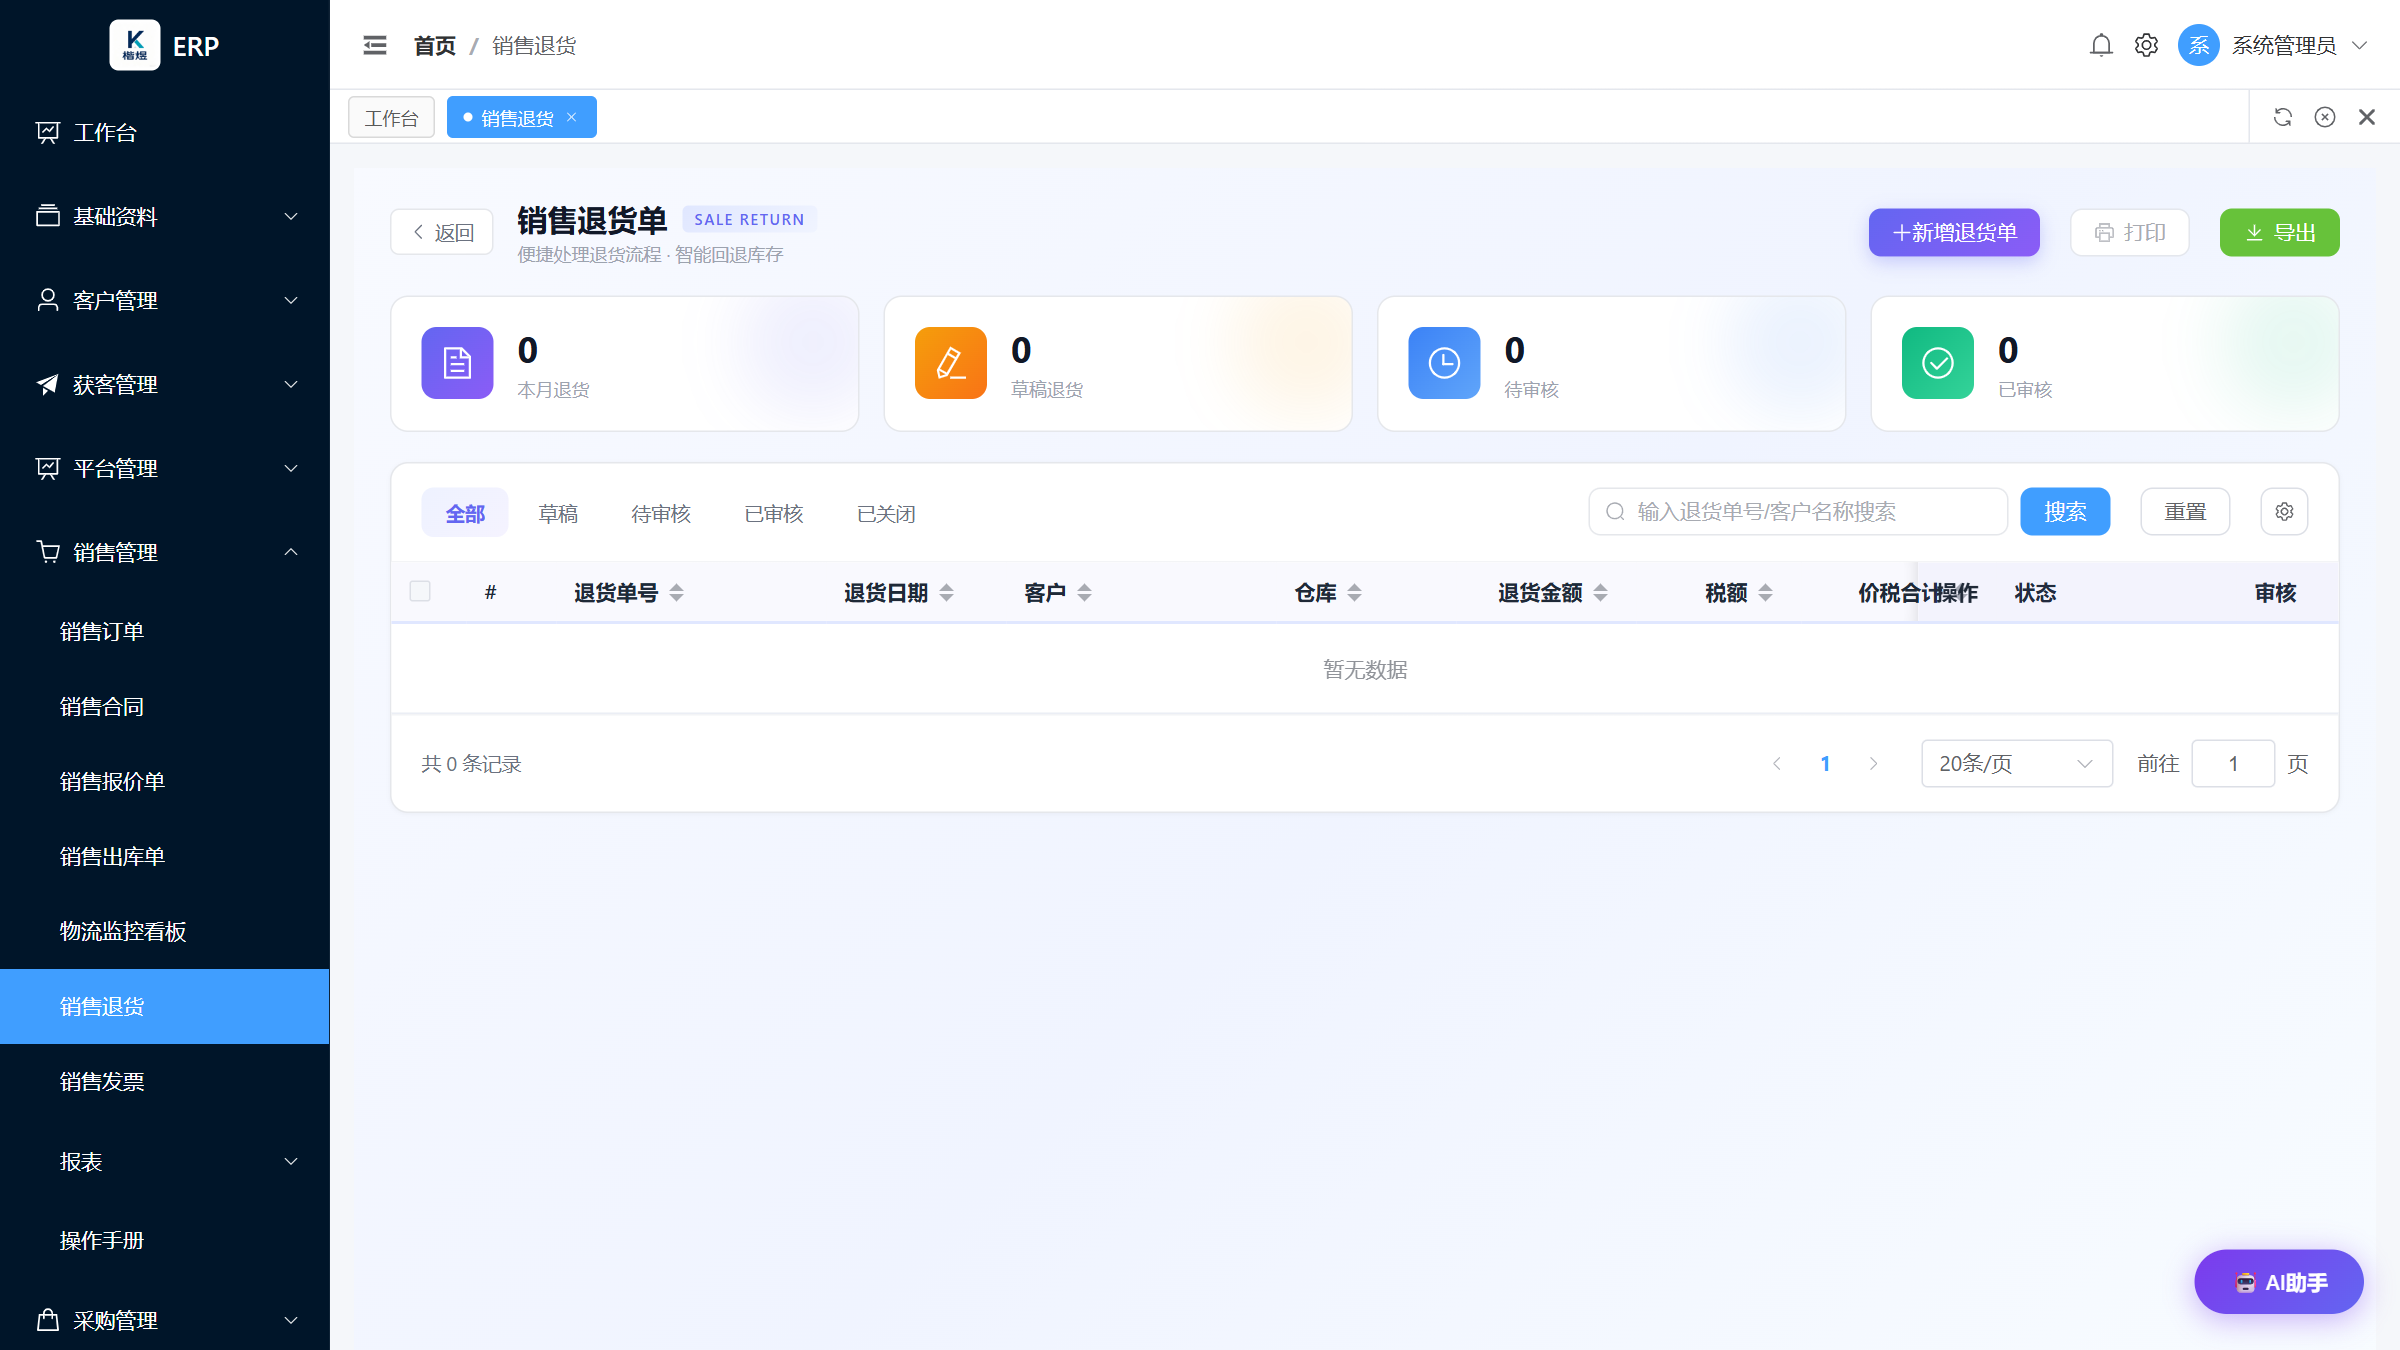 K
楷煜
ERP
工作台
基础资料
客户管理
获客管理
平台管理
销售管理
销售订单
销售合同
销售报价单
销售出库单
物流监控看板
销售退货
销售发票
报表
操作手册
采购管理
首页 / 销售退货
系 系统管理员
工作台
销售退货
返回
销售退货单 SALE RETURN
便捷处理退货流程 · 智能回退库存
新增退货单
打印
导出
0
本月退货
0
草稿退货
0
待审核
0
已审核
全部 草稿 待审核 已审核 已关闭
输入退货单号/客户名称搜索
搜索
重置
# 退货单号 退货日期 客户 仓库 退货金额 税额 价税合计 操作 状态 审核
暂无数据
共 0 条记录
1
20条/页
前往 1 页
AI助手